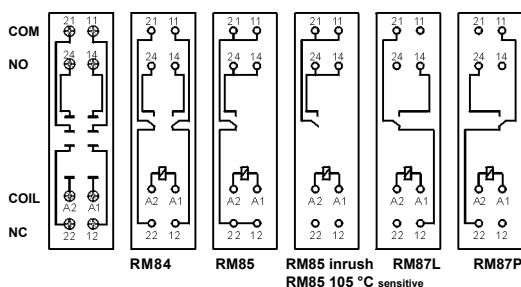 COM 21 11 21 11 21 11 21 11 21 11 21 11
NO 24 14 24 14 24 14 24 14 24 14 24 14
COIL A2 A1 A2 A1 A2 A1 A2 A1 A2 A1 A2 A1
NC 22 12 22 12 22 12 22 12 22 12 22 12
RM84 RM85 RM85 inrush RM87L RM87P
RM85 105 °C sensitive